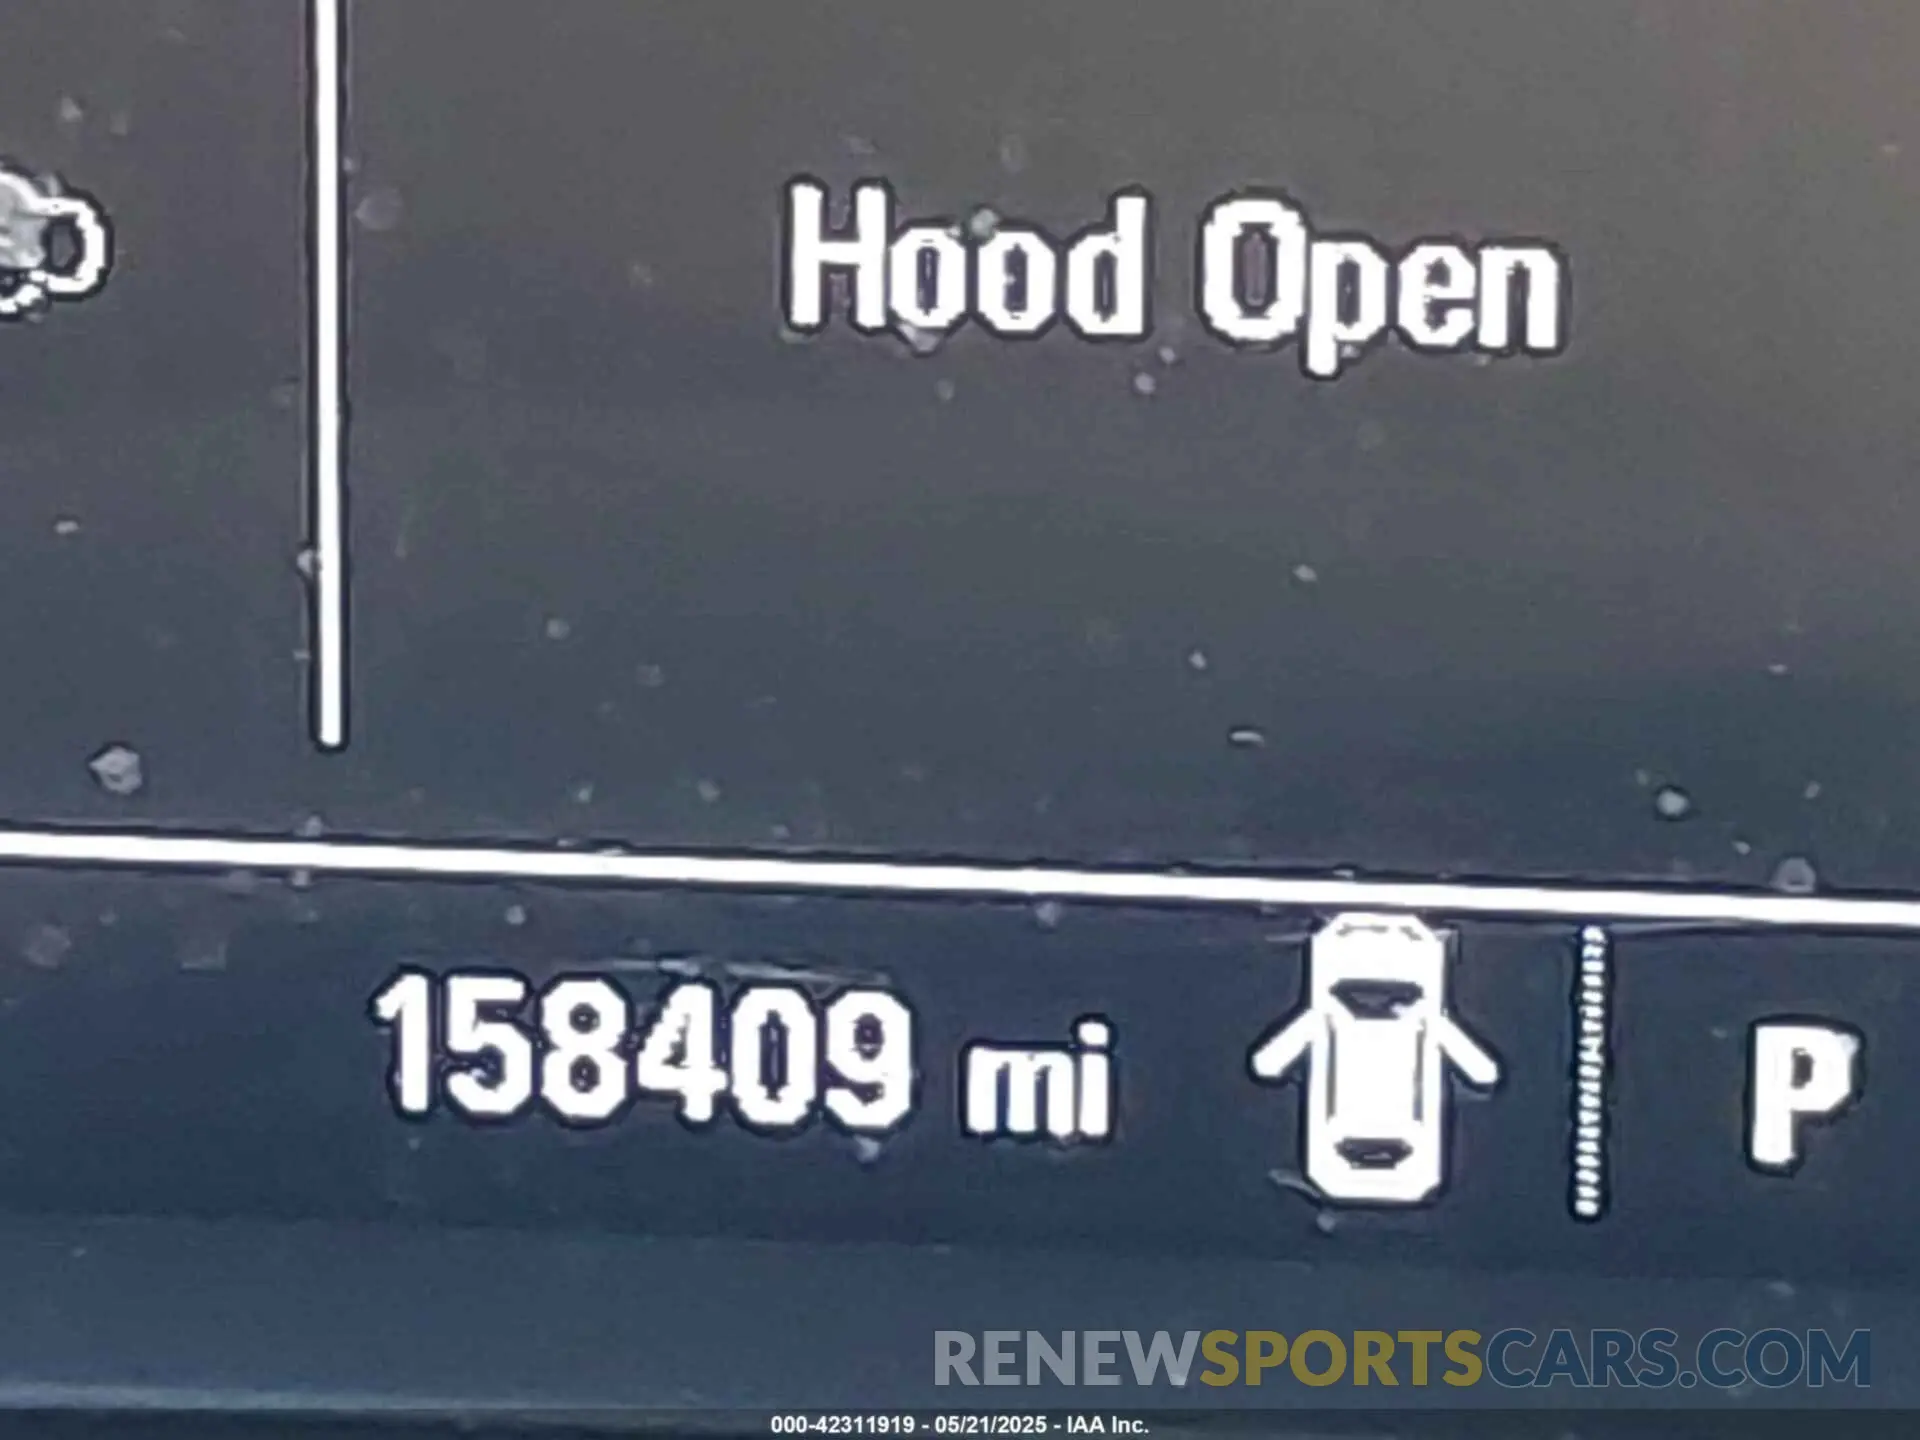 Hood Open
158409 mi
P
RENEWSPORTSCARS.COM
000-42311919 - 05/21/2025 - IAA Inc.